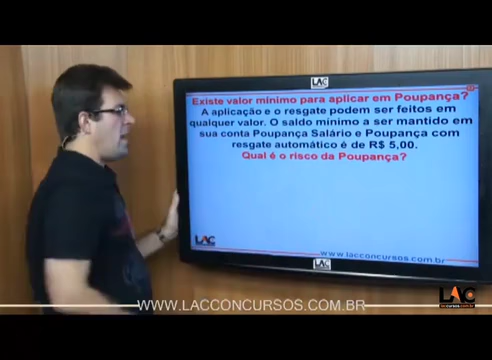 LAC
Existe valor mínimo para aplicar em Poupança?
A aplicação e o resgate podem ser feitos em
qualquer valor. O saldo mínimo a ser mantido em
sua conta Poupança Salário e Poupança com
resgate automático é de R$ 5,00.
Qual é o risco da Poupança?
LAC
www.lacconcursos.com.br
LAC
WWW.LACCONCURSOS.COM.BR
LAC